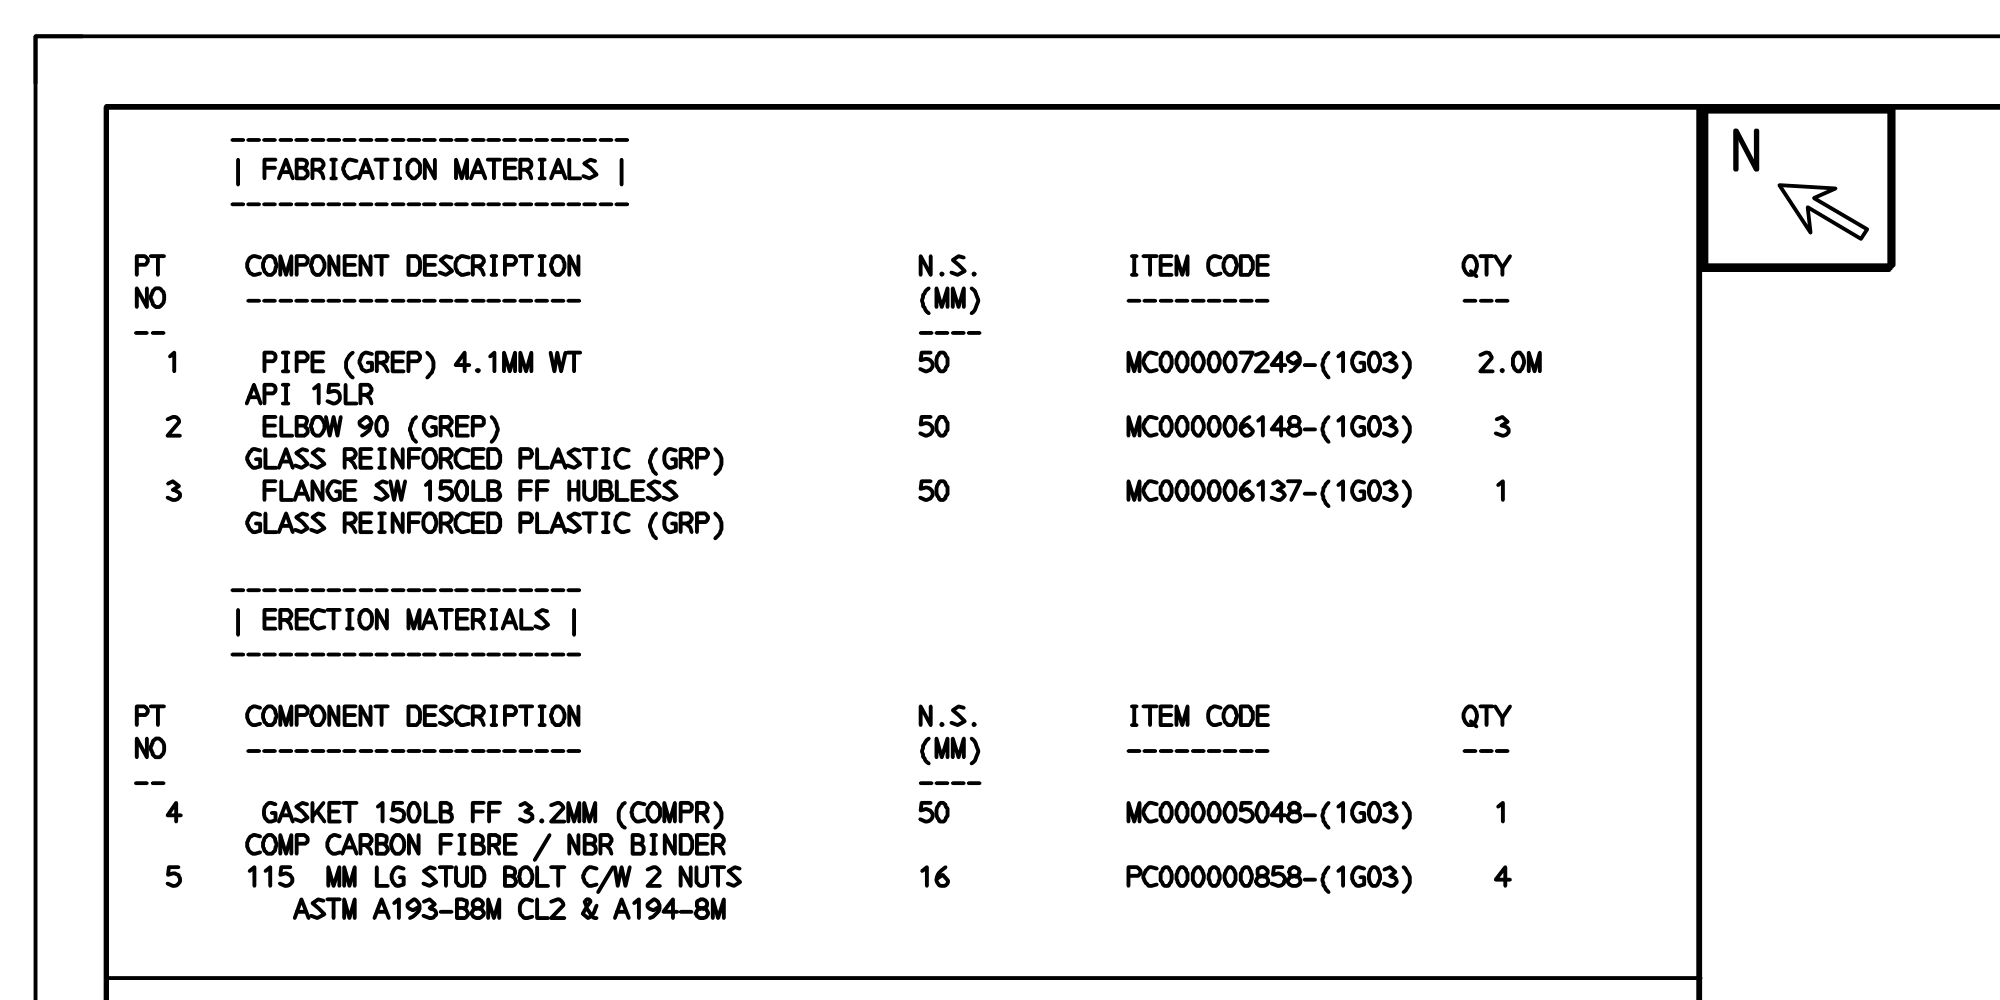 -------------------------
| FABRICATION MATERIALS |
-------------------------
N
PT COMPONENT DESCRIPTION N.S. ITEM CODE QTY
NO --------------------- (MM) --------- ---
-- ----
1 PIPE (GREP) 4.1MM WT 50 MC000007249-(1G03) 2.0M
API 15LR
2 ELBOW 90 (GREP) 50 MC000006148-(1G03) 3
GLASS REINFORCED PLASTIC (GRP)
3 FLANGE SW 150LB FF HUBLESS 50 MC000006137-(1G03) 1
GLASS REINFORCED PLASTIC (GRP)
----------------------
| ERECTION MATERIALS |
----------------------
PT COMPONENT DESCRIPTION N.S. ITEM CODE QTY
NO --------------------- (MM) --------- ---
-- ----
4 GASKET 150LB FF 3.2MM (COMPR) 50 MC000005048-(1G03) 1
COMP CARBON FIBRE / NBR BINDER
5 115 MM LG STUD BOLT C/W 2 NUTS 16 PC000000858-(1G03) 4
ASTM A193-B8M CL2 & A194-8M